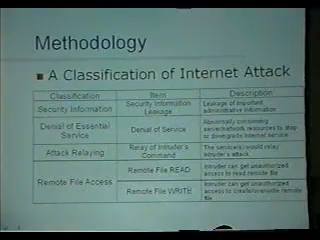 Methodology
A Classification of Internet Attack
Classification Item Description
Security Information Security Information Leakage Leakage of important administrative information
Denial of Essential Service Denial of Service Abnormally consuming server/network resources to stop or downgrade Internet service
Attack Relaying Relay of Intruder's Command The service(s) would relay intruder's attack
Remote File Access Remote File READ Intruder can get unauthorized access to read remote file
Remote File WRITE Intruder can get unauthorized access to create/overwrite remote file